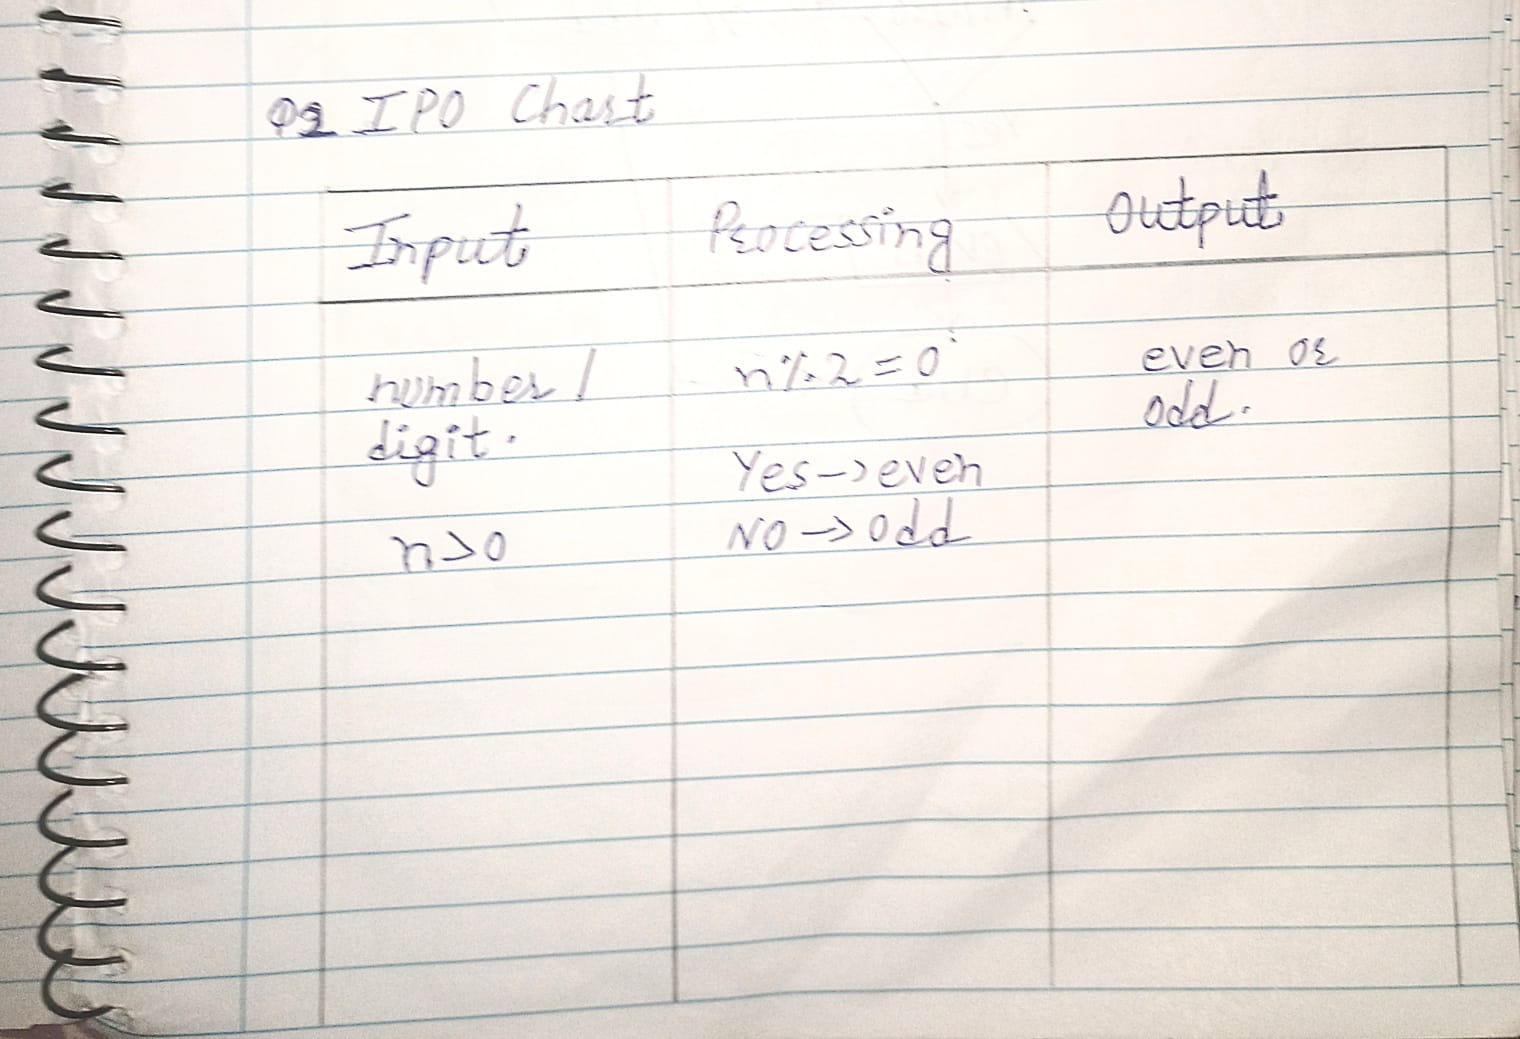 Q2 IPO Chart
Input
Processing
Output
number /
digit.
n>0
n%2=0
Yes->even
NO->odd
even or
odd.